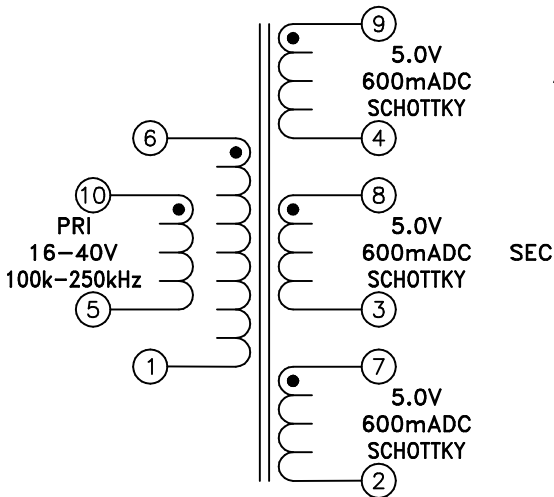 9
5.0V
600mADC
SCHOTTKY
4
6
10
PRI
16-40V
100k-250kHz
5
1
8
5.0V
600mADC
SCHOTTKY
3
SEC
7
5.0V
600mADC
SCHOTTKY
2